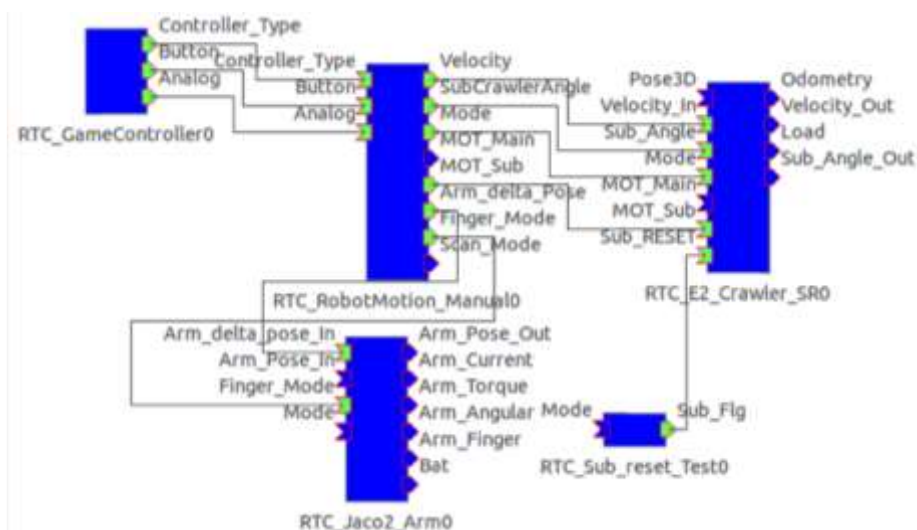 Controller_Type
Button
Analog
RTC_GameController0
Controller_Type
Button
Analog
Velocity
SubCrawlerAngle
Mode
MOT_Main
MOT_Sub
Arm_delta_Pose
Finger_Mode
Scan_Mode
RTC_RobotMotion_Manual0
Pose3D
Velocity_In
Sub_Angle
Mode
MOT_Main
MOT_Sub
Sub_RESET
Odometry
Velocity_Out
Load
Sub_Angle_Out
RTC_E2_Crawler_SR0
Arm_delta_pose_In
Arm_Pose_In
Finger_Mode
Mode
Arm_Pose_Out
Arm_Current
Arm_Torque
Arm_Angular
Arm_Finger
Bat
RTC_Jaco2_Arm0
Mode
Sub_Flg
RTC_Sub_reset_Test0